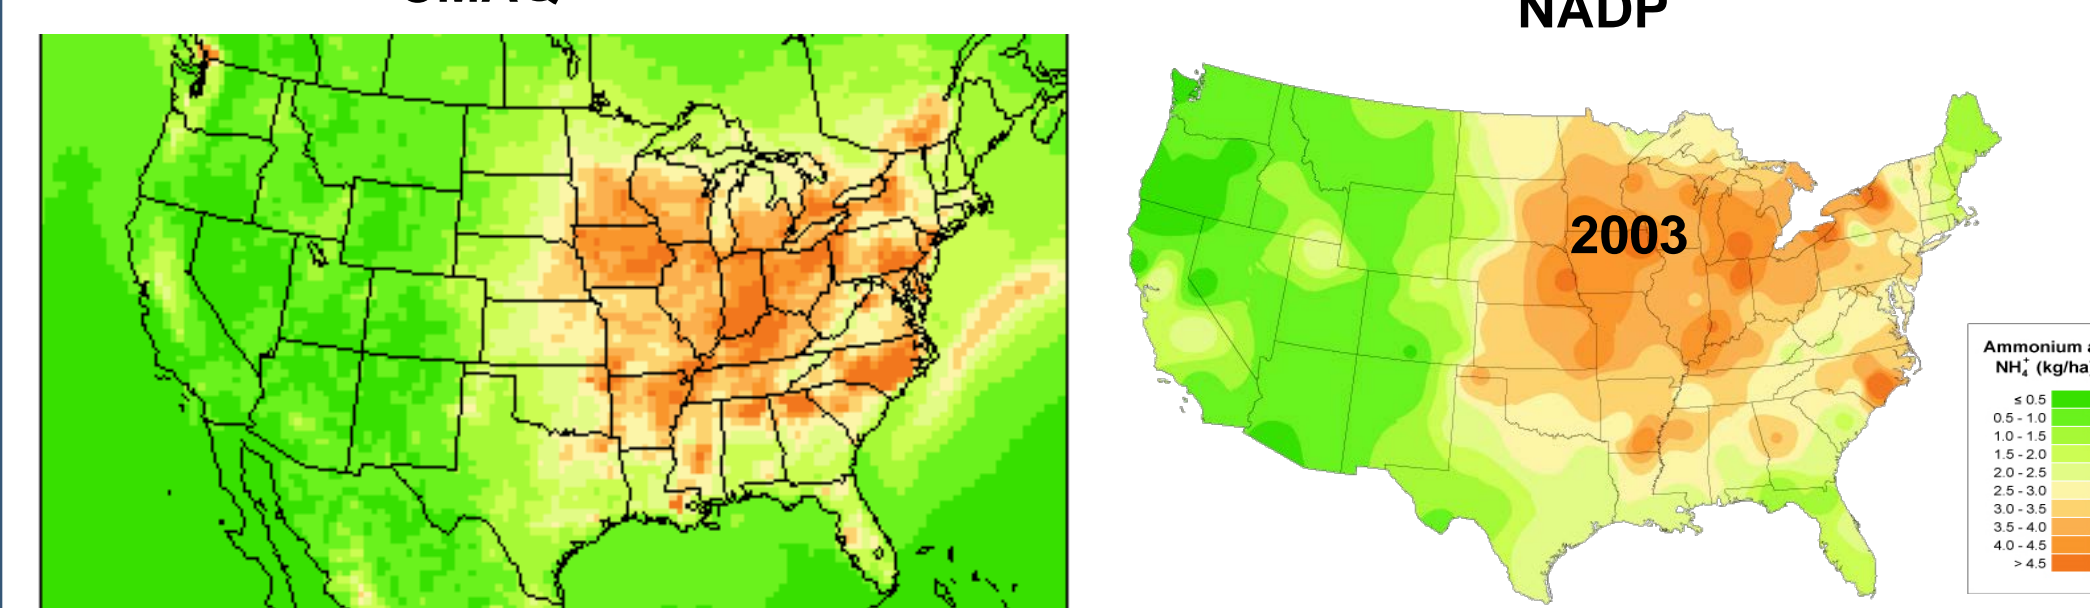 NADP
2003
Ammonium a
NH₄⁺ (kg/ha)
≤ 0.5
0.5 - 1.0
1.0 - 1.5
1.5 - 2.0
2.0 - 2.5
2.5 - 3.0
3.0 - 3.5
3.5 - 4.0
4.0 - 4.5
> 4.5